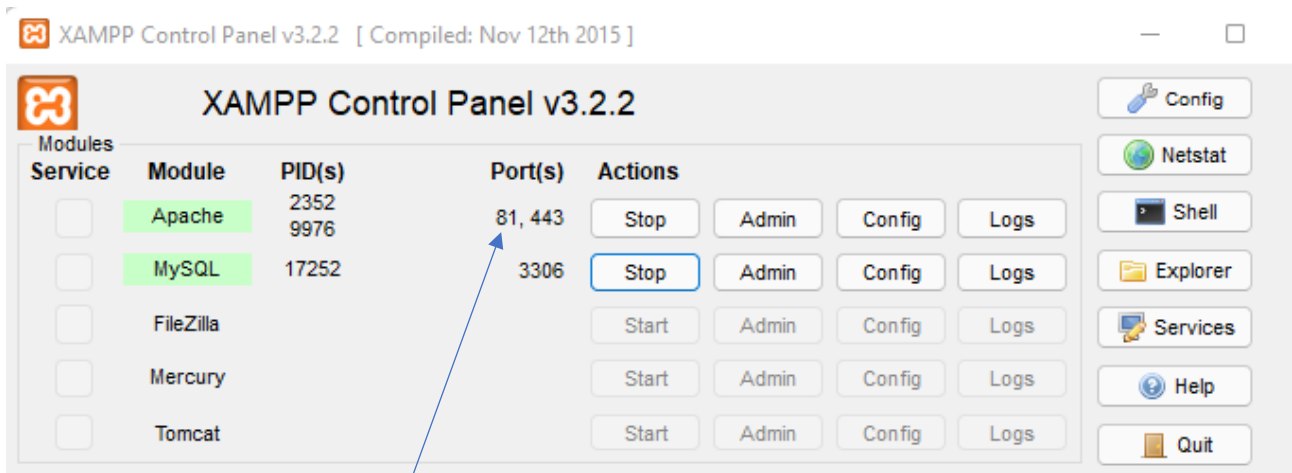 XAMPP Control Panel v3.2.2 [ Compiled: Nov 12th 2015 ]
XAMPP Control Panel v3.2.2
Config
Modules
Service Module PID(s) Port(s) Actions
Netstat
Apache 2352 9976 81, 443 Stop Admin Config Logs
Shell
MySQL 17252 3306 Stop Admin Config Logs
Explorer
FileZilla Start Admin Config Logs
Services
Mercury Start Admin Config Logs
Help
Tomcat Start Admin Config Logs
Quit